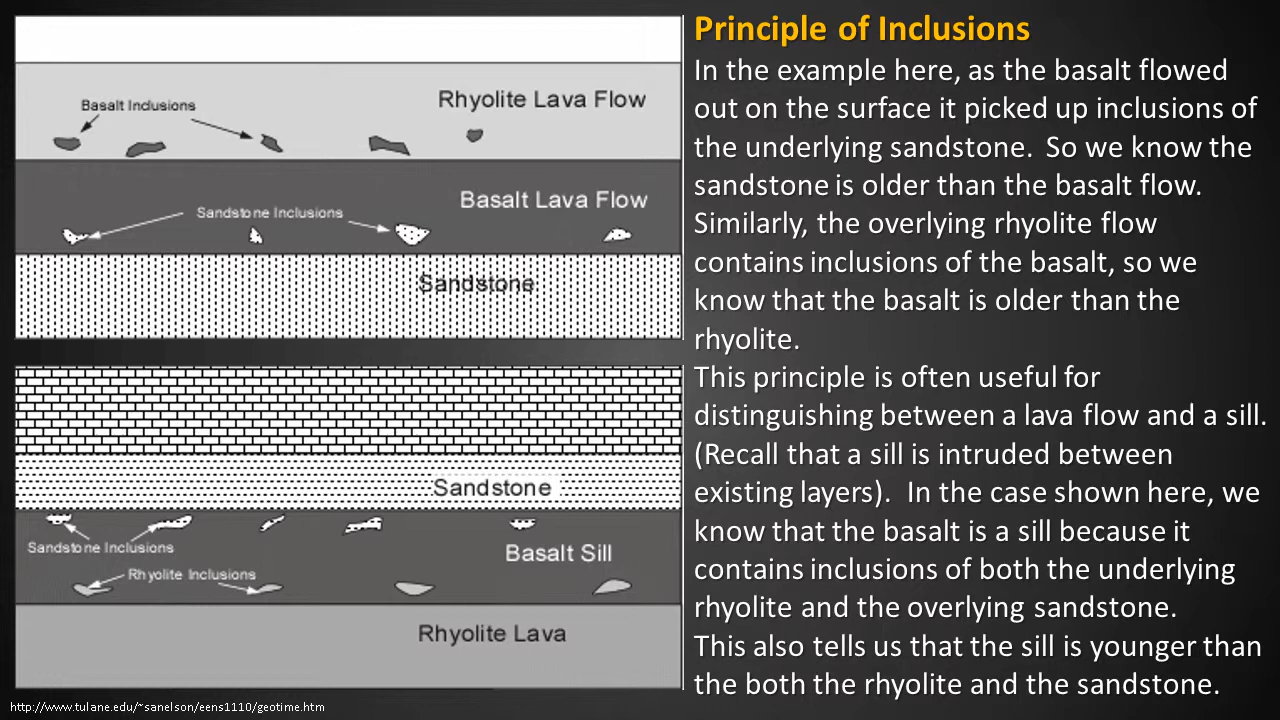 Basalt Inclusions
Rhyolite Lava Flow
Sandstone Inclusions
Basalt Lava Flow
Sandstone
Sandstone
Sandstone Inclusions
Basalt Sill
Rhyolite Inclusions
Rhyolite Lava
http://www.tulane.edu/~sanelson/eens1110/geotime.htm
Principle of Inclusions
In the example here, as the basalt flowed
out on the surface it picked up inclusions of
the underlying sandstone.  So we know the
sandstone is older than the basalt flow.
Similarly, the overlying rhyolite flow
contains inclusions of the basalt, so we
know that the basalt is older than the
rhyolite.
This principle is often useful for
distinguishing between a lava flow and a sill.
(Recall that a sill is intruded between
existing layers).  In the case shown here, we
know that the basalt is a sill because it
contains inclusions of both the underlying
rhyolite and the overlying sandstone.
This also tells us that the sill is younger than
the both the rhyolite and the sandstone.